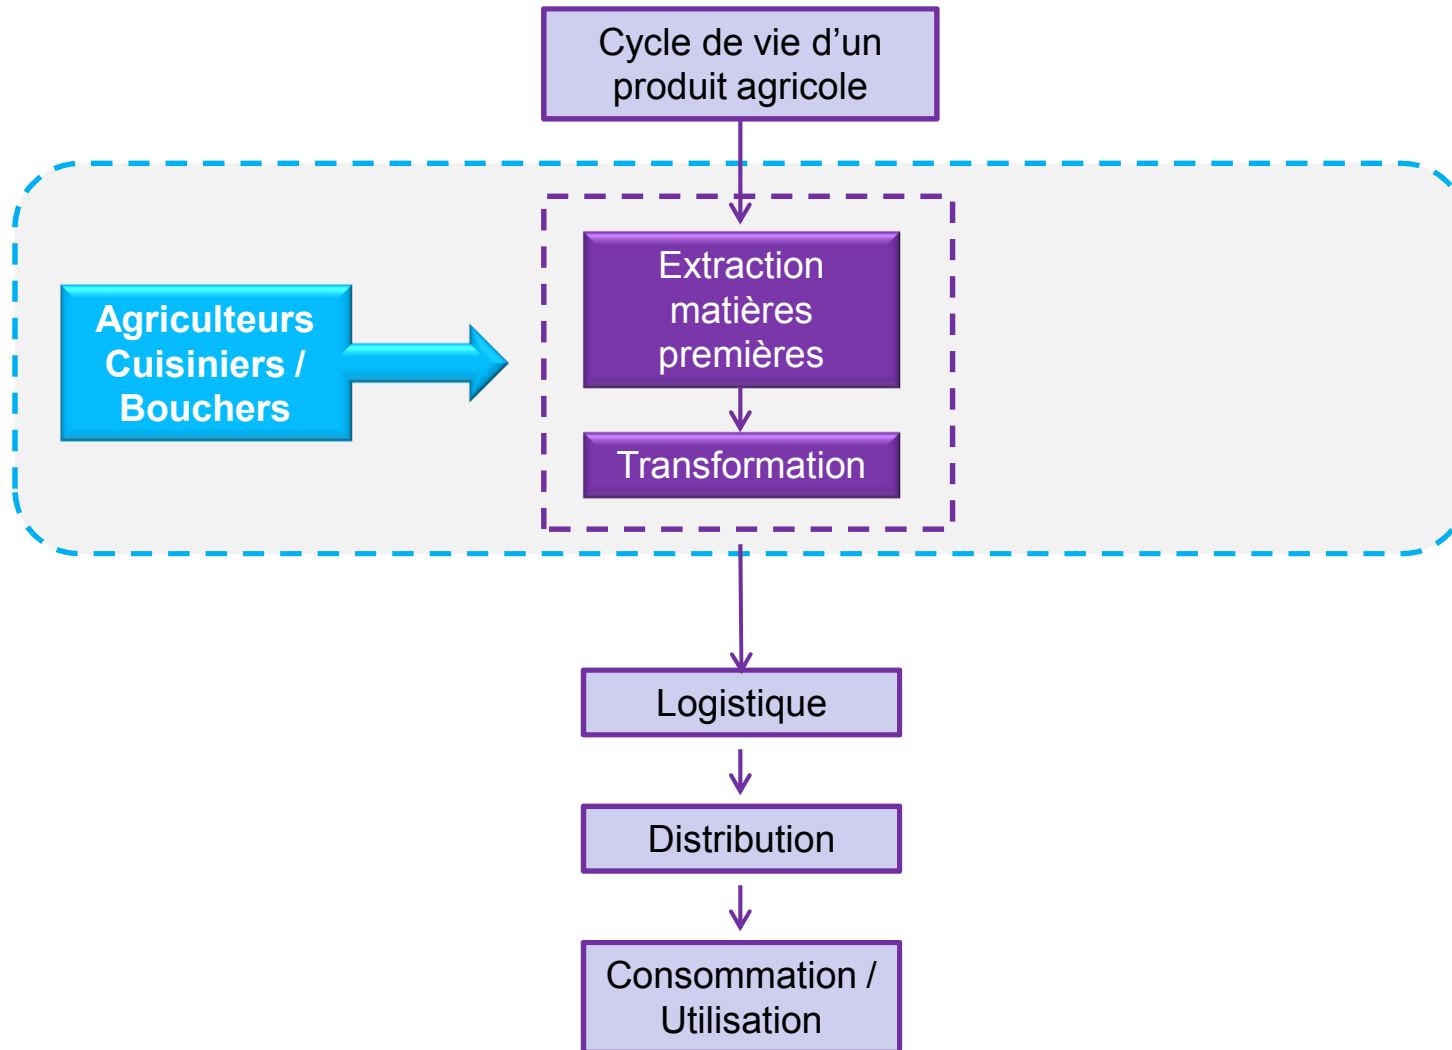 Cycle de vie d’un
produit agricole
Extraction
matières
premières
Agriculteurs
Cuisiniers /
Bouchers
Transformation
Logistique
Distribution
Consommation /
Utilisation